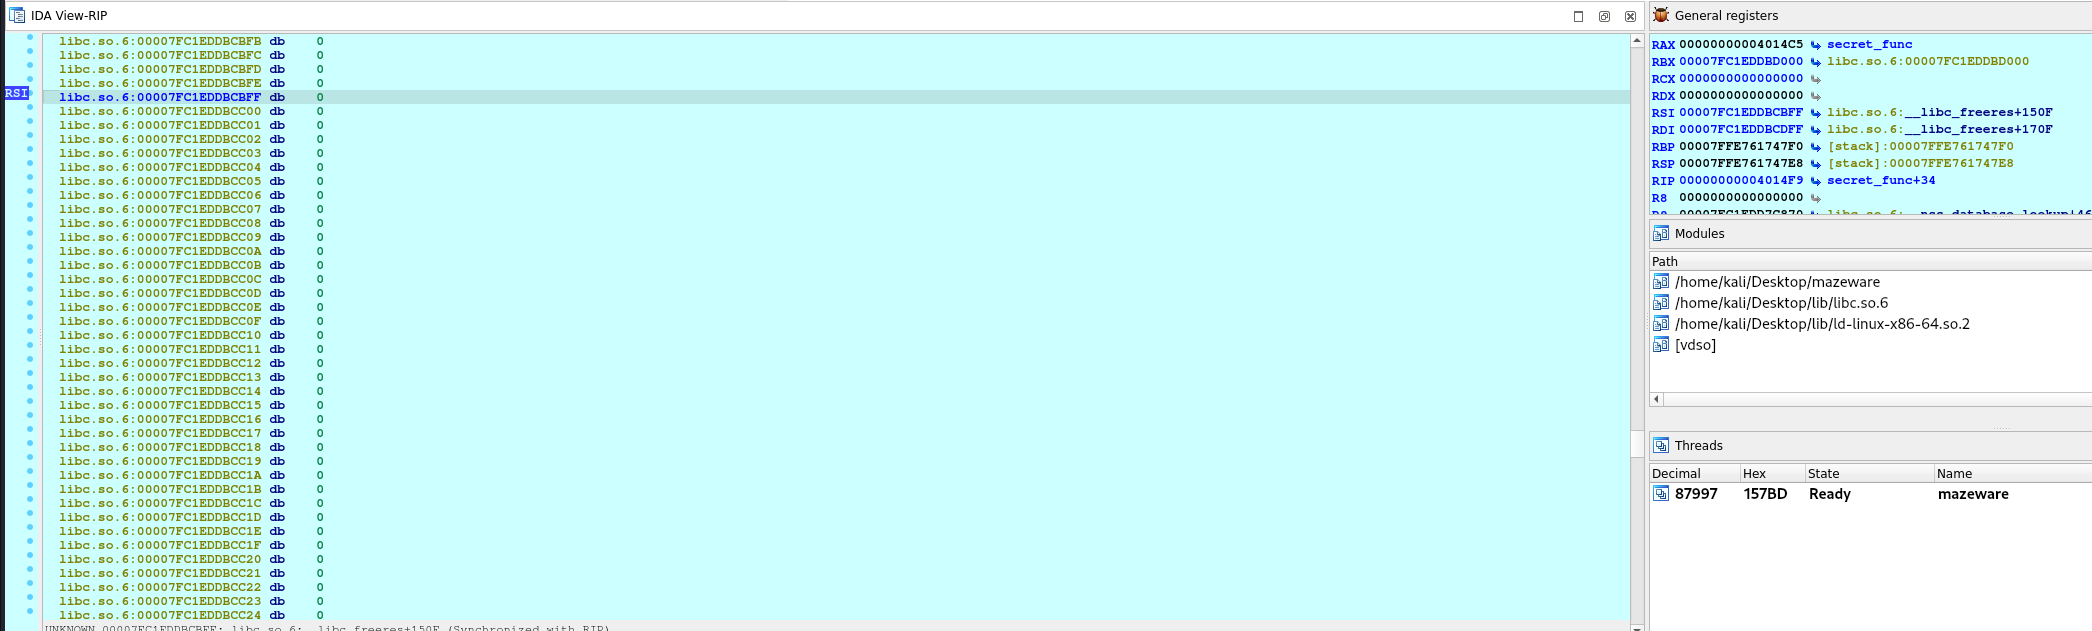 IDA View-RIP
libc.so.6:00007FC1EDDBCBFB db 0
libc.so.6:00007FC1EDDBCBFC db 0
libc.so.6:00007FC1EDDBCBFD db 0
libc.so.6:00007FC1EDDBCBFE db 0
RSI libc.so.6:00007FC1EDDBCBFF db 0
libc.so.6:00007FC1EDDBCC00 db 0
libc.so.6:00007FC1EDDBCC01 db 0
libc.so.6:00007FC1EDDBCC02 db 0
libc.so.6:00007FC1EDDBCC03 db 0
libc.so.6:00007FC1EDDBCC04 db 0
libc.so.6:00007FC1EDDBCC05 db 0
libc.so.6:00007FC1EDDBCC06 db 0
libc.so.6:00007FC1EDDBCC07 db 0
libc.so.6:00007FC1EDDBCC08 db 0
libc.so.6:00007FC1EDDBCC09 db 0
libc.so.6:00007FC1EDDBCC0A db 0
libc.so.6:00007FC1EDDBCC0B db 0
libc.so.6:00007FC1EDDBCC0C db 0
libc.so.6:00007FC1EDDBCC0D db 0
libc.so.6:00007FC1EDDBCC0E db 0
libc.so.6:00007FC1EDDBCC0F db 0
libc.so.6:00007FC1EDDBCC10 db 0
libc.so.6:00007FC1EDDBCC11 db 0
libc.so.6:00007FC1EDDBCC12 db 0
libc.so.6:00007FC1EDDBCC13 db 0
libc.so.6:00007FC1EDDBCC14 db 0
libc.so.6:00007FC1EDDBCC15 db 0
libc.so.6:00007FC1EDDBCC16 db 0
libc.so.6:00007FC1EDDBCC17 db 0
libc.so.6:00007FC1EDDBCC18 db 0
libc.so.6:00007FC1EDDBCC19 db 0
libc.so.6:00007FC1EDDBCC1A db 0
libc.so.6:00007FC1EDDBCC1B db 0
libc.so.6:00007FC1EDDBCC1C db 0
libc.so.6:00007FC1EDDBCC1D db 0
libc.so.6:00007FC1EDDBCC1E db 0
libc.so.6:00007FC1EDDBCC1F db 0
libc.so.6:00007FC1EDDBCC20 db 0
libc.so.6:00007FC1EDDBCC21 db 0
libc.so.6:00007FC1EDDBCC22 db 0
libc.so.6:00007FC1EDDBCC23 db 0
libc.so.6:00007FC1EDDBCC24 db 0
UNKNOWN 00007FC1EDDBCBFF: libc.so.6:__libc_freeres+150F (Synchronized with RIP)
General registers
RAX 00000000004014C5 secret_func
RBX 00007FC1EDDBD000 libc.so.6:00007FC1EDDBD000
RCX 0000000000000000
RDX 0000000000000000
RSI 00007FC1EDDBCBFF libc.so.6:__libc_freeres+150F
RDI 00007FC1EDDBCDFF libc.so.6:__libc_freeres+170F
RBP 00007FFE761747F0 [stack]:00007FFE761747F0
RSP 00007FFE761747E8 [stack]:00007FFE761747E8
RIP 00000000004014F9 secret_func+34
R8 0000000000000000
Modules
Path
/home/kali/Desktop/mazeware
/home/kali/Desktop/lib/libc.so.6
/home/kali/Desktop/lib/ld-linux-x86-64.so.2
[vdso]
Threads
Decimal Hex State Name
87997 157BD Ready mazeware